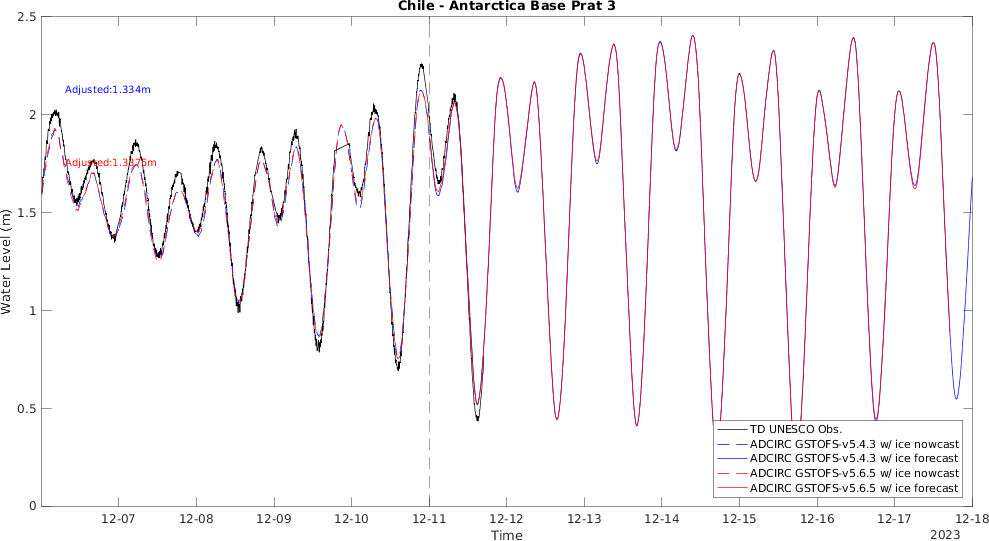 Chile - Antarctica Base Prat 3
2.5
2
1.5
1
0.5
0
Water Level (m)
Adjusted:1.334m
Adjusted:1.3375m
TD UNESCO Obs.
ADCIRC GSTOFS-v5.4.3 w/ ice nowcast
ADCIRC GSTOFS-v5.4.3 w/ ice forecast
ADCIRC GSTOFS-v5.6.5 w/ ice nowcast
ADCIRC GSTOFS-v5.6.5 w/ ice forecast
12-07 12-08 12-09 12-10 12-11 12-12 12-13 12-14 12-15 12-16 12-17 12-18
Time
2023